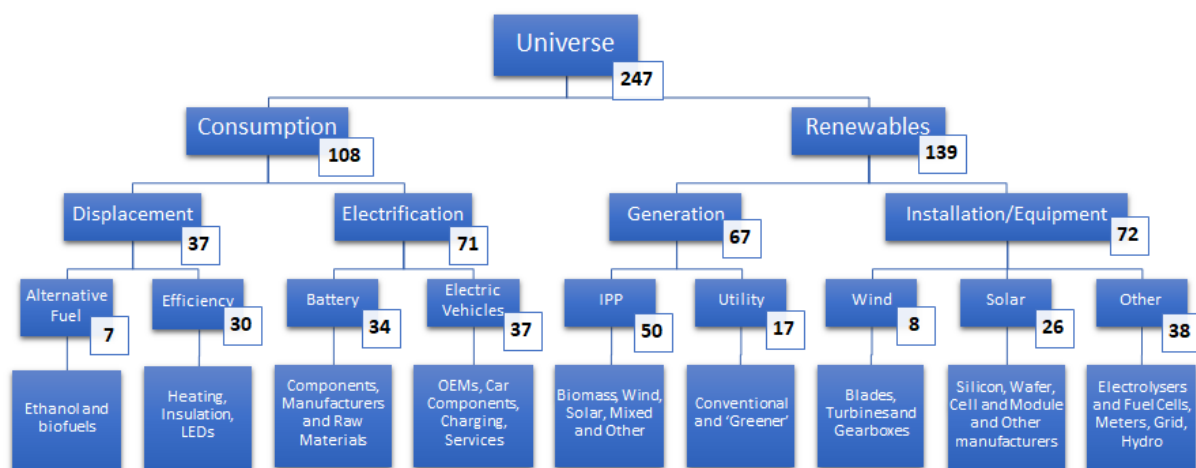 Universe
247
Consumption
108
Renewables
139
Displacement
37
Electrification
71
Generation
67
Installation/Equipment
72
Alternative
Fuel
7
Efficiency
30
Battery
34
Electric
Vehicles
37
IPP
50
Utility
17
Wind
8
Solar
26
Other
38
Ethanol and
biofuels
Heating,
Insulation,
LEDs
Components,
Manufacturers
and Raw
Materials
OEMs, Car
Components,
Charging,
Services
Biomass, Wind,
Solar, Mixed
and Other
Conventional
and ‘Greener’
Blades,
Turbines and
Gearboxes
Silicon, Wafer,
Cell and Module
and Other
manufacturers
Electrolysers
and Fuel Cells,
Meters, Grid,
Hydro